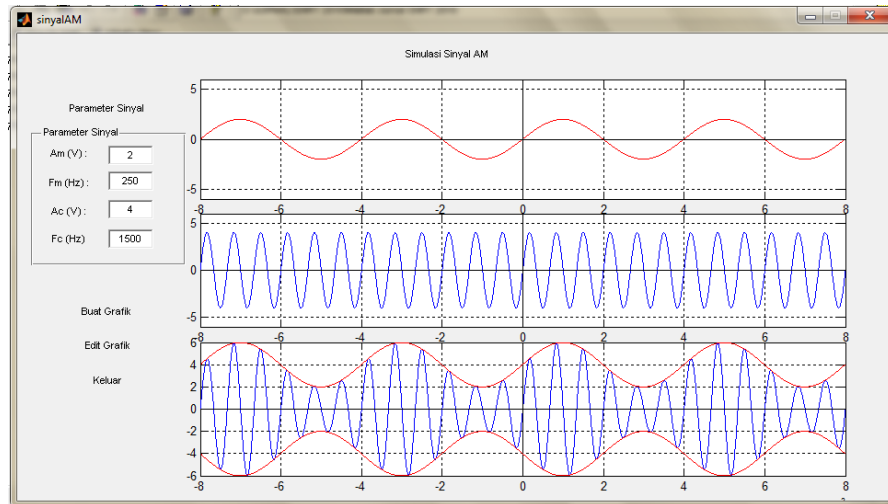 sinyalAM
Simulasi Sinyal AM
Parameter Sinyal
Parameter Sinyal
Am (V) : 2
Fm (Hz) : 250
Ac (V) : 4
Fc (Hz) 1500
Buat Grafik
Edit Grafik
Keluar
5
0
-5
-8 -6 -4 -2 0 2 4 6 8
5
0
-5
-8 -6 -4 -2 0 2 4 6 8
6
4
2
0
-2
-4
-6
-8 -6 -4 -2 0 2 4 6 8